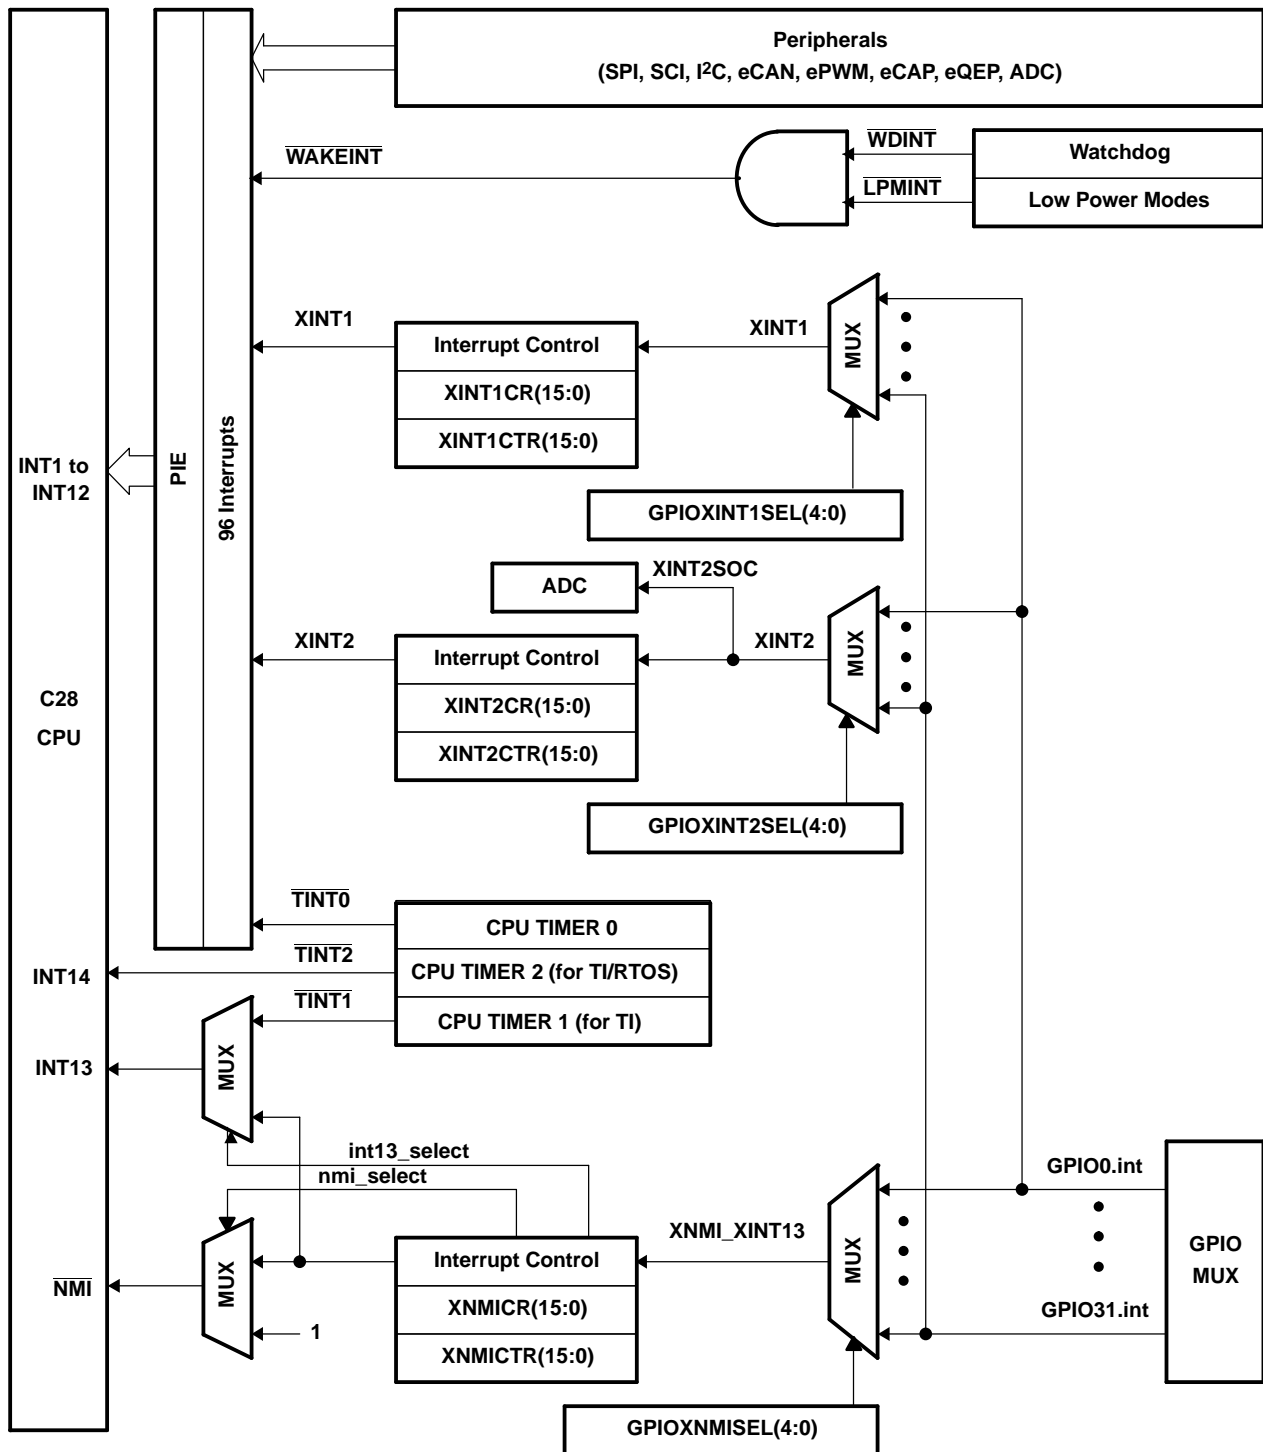 Peripherals
(SPI, SCI, I²C, eCAN, ePWM, eCAP, eQEP, ADC)
WDINT
Watchdog
WAKEINT
LPMINT
Low Power Modes
XINT1
Interrupt Control
XINT1
MUX
XINT1CR(15:0)
XINT1CTR(15:0)
INT1 to
INT12
PIE
96 Interrupts
GPIOXINT1SEL(4:0)
ADC
XINT2SOC
XINT2
Interrupt Control
XINT2
MUX
XINT2CR(15:0)
XINT2CTR(15:0)
C28
CPU
GPIOXINT2SEL(4:0)
TINT0
CPU TIMER 0
TINT2
INT14
CPU TIMER 2 (for TI/RTOS)
TINT1
CPU TIMER 1 (for TI)
INT13
MUX
int13_select
nmi_select
GPIO0.int
XNMI_XINT13
MUX
Interrupt Control
GPIO
MUX
NMI
MUX
XNMICR(15:0)
GPIO31.int
1
XNMICTR(15:0)
GPIOXNMISEL(4:0)